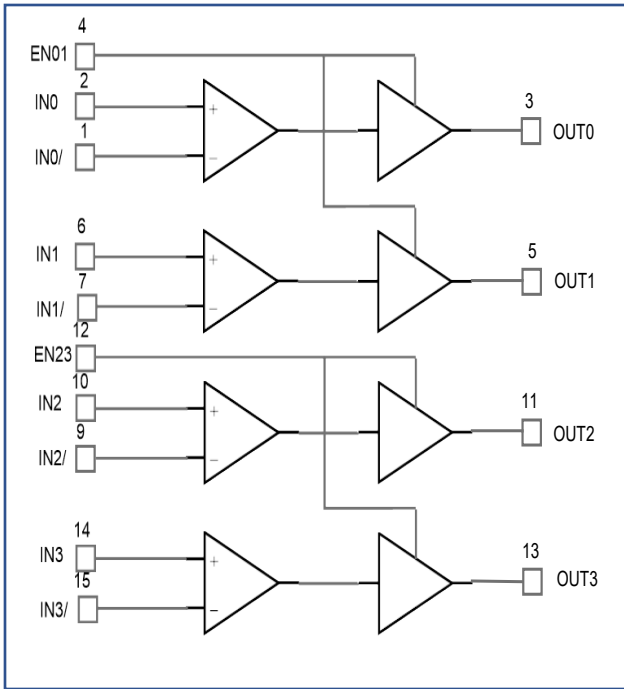 4
EN01
2
IN0
+
3
OUT0
1
IN0/
−
6
IN1
+
5
OUT1
7
IN1/
−
12
EN23
10
IN2
+
11
OUT2
9
IN2/
−
14
IN3
+
13
OUT3
15
IN3/
−